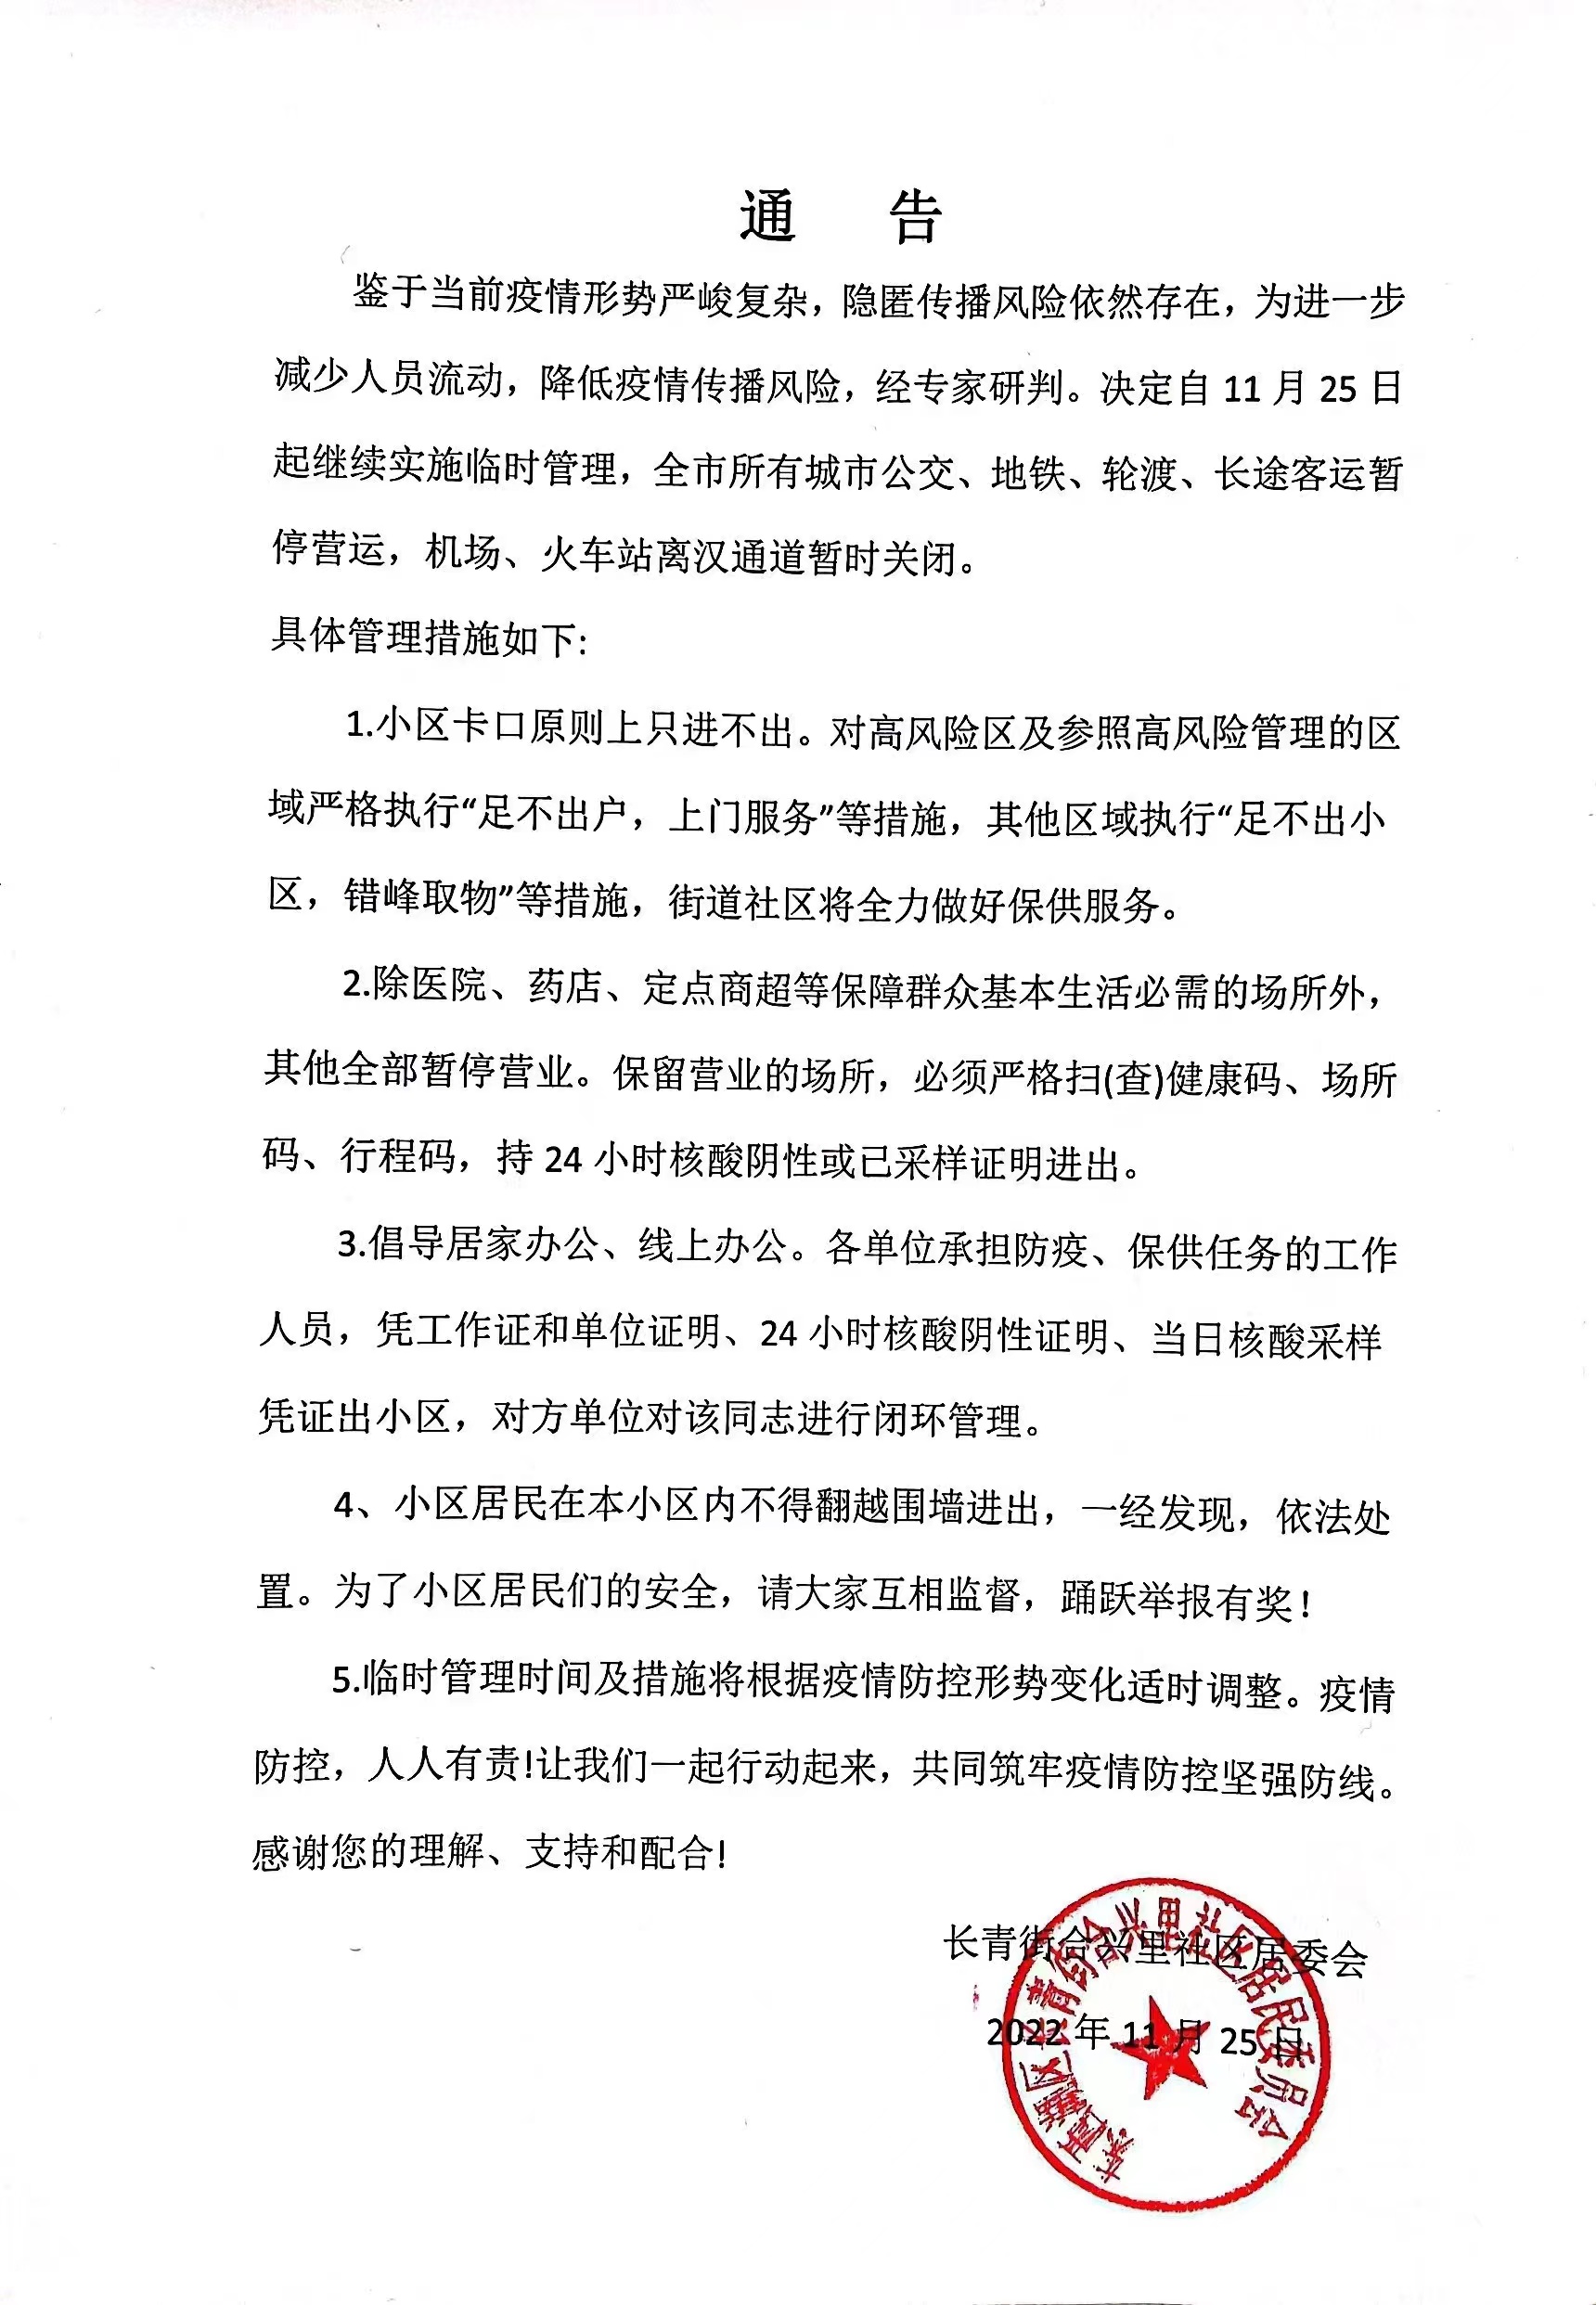 通 告
鉴于当前疫情形势严峻复杂，隐匿传播风险依然存在，为进一步
减少人员流动，降低疫情传播风险，经专家研判。决定自 11 月 25 日
起继续实施临时管理，全市所有城市公交、地铁、轮渡、长途客运暂
停营运，机场、火车站离汉通道暂时关闭。
具体管理措施如下:
1.小区卡口原则上只进不出。对高风险区及参照高风险管理的区
域严格执行“足不出户，上门服务”等措施，其他区域执行“足不出小
区，错峰取物”等措施，街道社区将全力做好保供服务。
2.除医院、药店、定点商超等保障群众基本生活必需的场所外，
其他全部暂停营业。保留营业的场所，必须严格扫(查)健康码、场所
码、行程码，持 24 小时核酸阴性或已采样证明进出。
3.倡导居家办公、线上办公。各单位承担防疫、保供任务的工作
人员，凭工作证和单位证明、24 小时核酸阴性证明、当日核酸采样
凭证出小区，对方单位对该同志进行闭环管理。
4、小区居民在本小区内不得翻越围墙进出，一经发现，依法处
置。为了小区居民们的安全，请大家互相监督，踊跃举报有奖！
5.临时管理时间及措施将根据疫情防控形势变化适时调整。疫情
防控，人人有责!让我们一起行动起来，共同筑牢疫情防控坚强防线。
感谢您的理解、支持和配合!
长青街合兴里社区居委会
2022 年 11 月 25 日
东西湖区长青街合兴里社区居民委员会